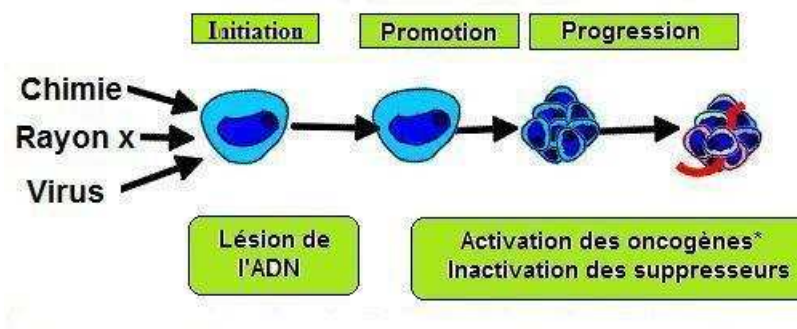 Initiation
Promotion
Progression
Chimie
Rayon x
Virus
Lésion de
l'ADN
Activation des oncogènes*
Inactivation des suppresseurs